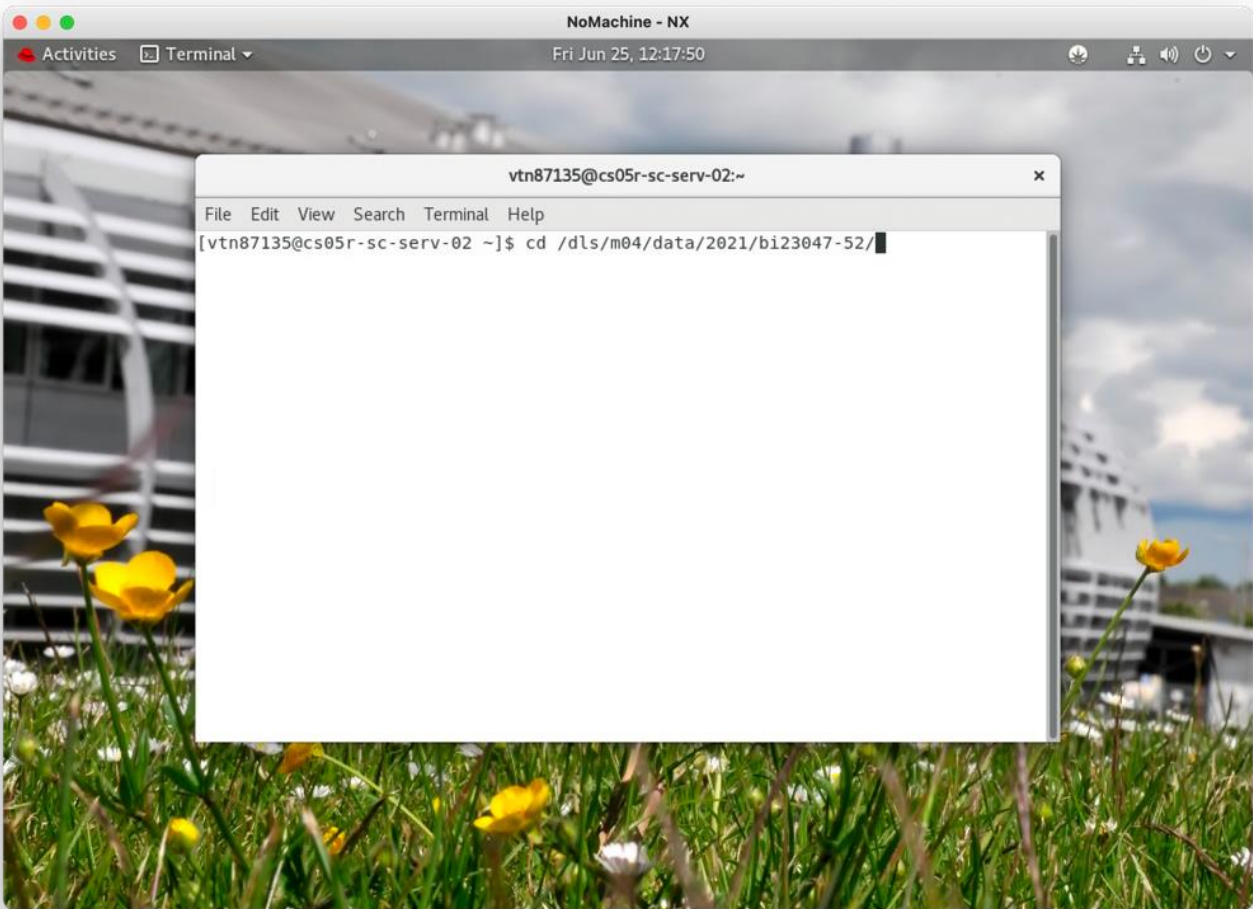 NoMachine - NX
Activities Terminal Fri Jun 25, 12:17:50
vtn87135@cs05r-sc-serv-02:~
File Edit View Search Terminal Help
[vtn87135@cs05r-sc-serv-02 ~]$ cd /dls/m04/data/2021/bi23047-52/